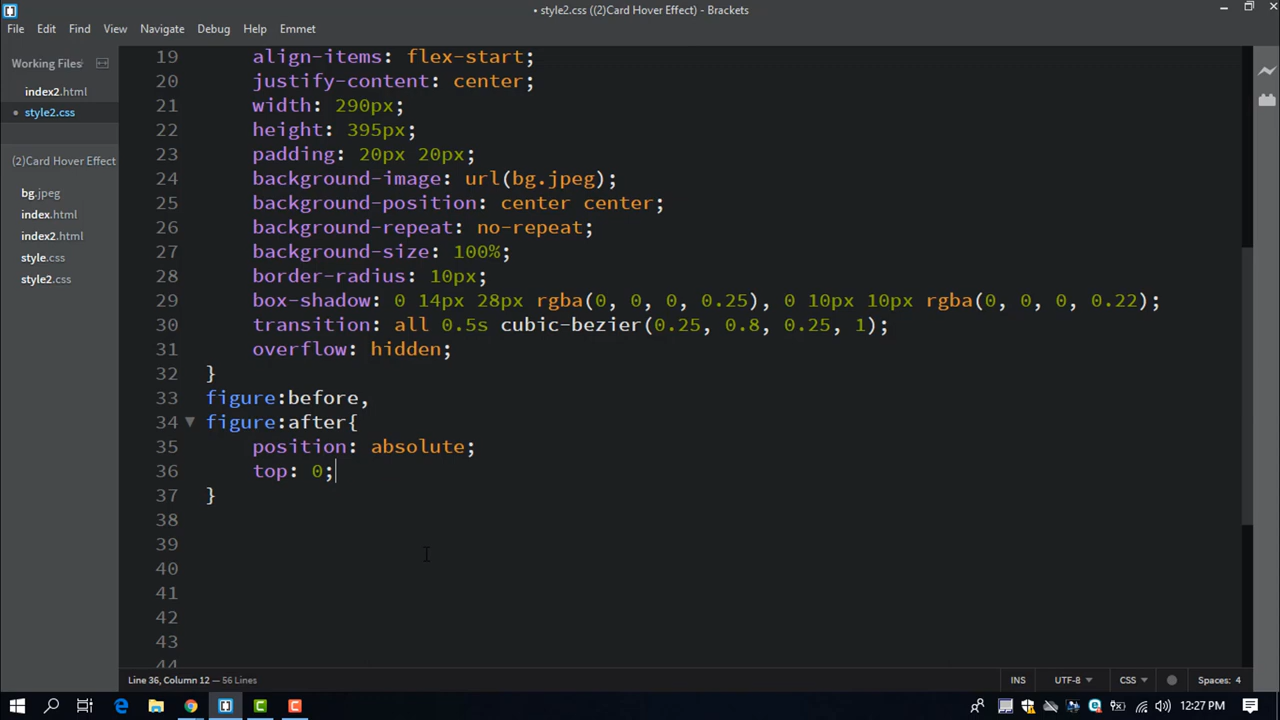 • style2.css ((2)Card Hover Effect) - Brackets
File Edit Find View Navigate Debug Help Emmet
Working Files
index2.html
• style2.css
(2)Card Hover Effect
bg.jpeg
index.html
index2.html
style.css
style2.css
19 align-items: flex-start;
20 justify-content: center;
21 width: 290px;
22 height: 395px;
23 padding: 20px 20px;
24 background-image: url(bg.jpeg);
25 background-position: center center;
26 background-repeat: no-repeat;
27 background-size: 100%;
28 border-radius: 10px;
29 box-shadow: 0 14px 28px rgba(0, 0, 0, 0.25), 0 10px 10px rgba(0, 0, 0, 0.22);
30 transition: all 0.5s cubic-bezier(0.25, 0.8, 0.25, 1);
31 overflow: hidden;
32 }
33 figure:before,
34 figure:after{
35 position: absolute;
36 top: 0;
37 }
38
39
40
41
42
43
44
Line 36, Column 12 — 56 Lines
INS UTF-8 CSS Spaces: 4
12:27 PM